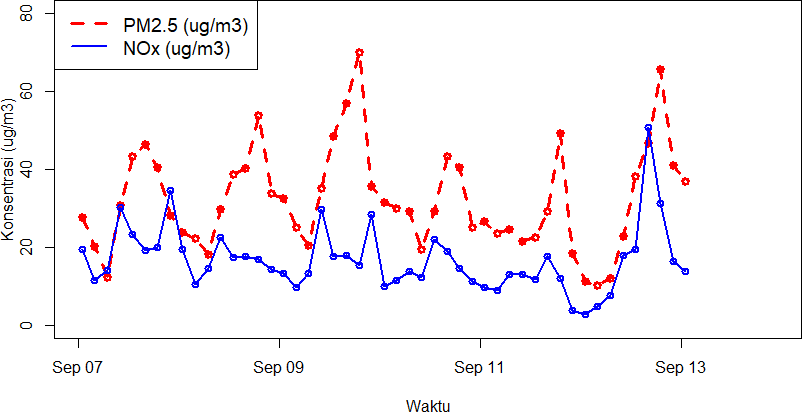 PM2.5 (ug/m3)
NOx (ug/m3)
Konsentrasi (ug/m3)
80
60
40
20
0
Sep 07
Sep 09
Sep 11
Sep 13
Waktu